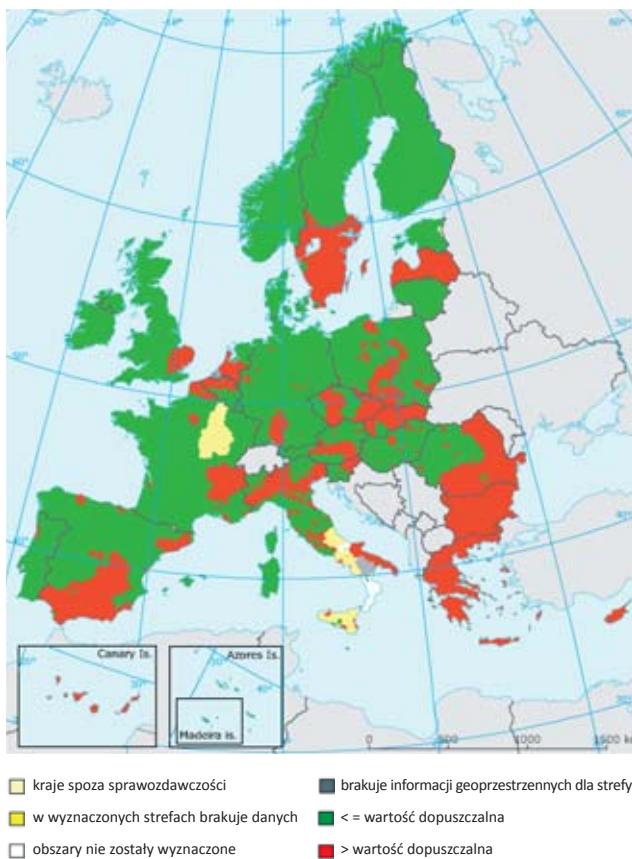 Canary Is.
Azores Is.
Madeira is.
0
500
1000
1500 k
kraje spoza sprawozdawczości
w wyznaczonych strefach brakuje danych
obszary nie zostały wyznaczone
brakuje informacji geoprzestrzennych dla strefy
< = wartość dopuszczalna
> wartość dopuszczalna